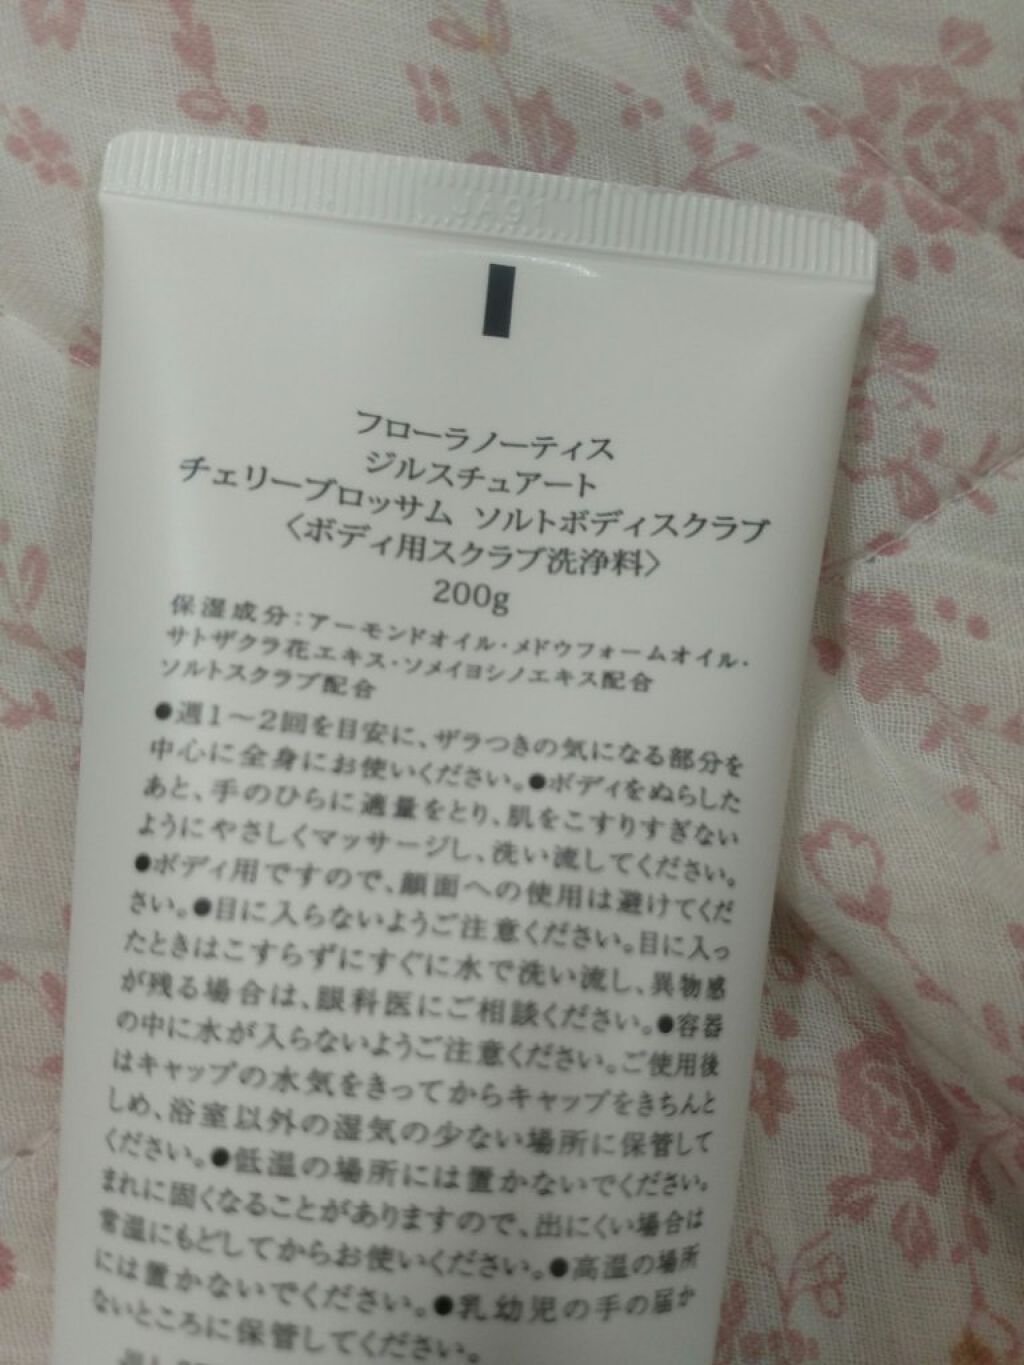 JA91
フローラノーティス
ジルスチュアート
チェリーブロッサム ソルトボディスクラブ
〈ボディ用スクラブ洗浄料〉
200g
保湿成分:アーモンドオイル・メドウフォームオイル・
サトザクラ花エキス・ソメイヨシノエキス配合
ソルトスクラブ配合
●週1〜2回を目安に、ザラつきの気になる部分を
中心に全身にお使いください。●ボディをぬらした
あと、手のひらに適量をとり、肌をこすりすぎない
ようにやさしくマッサージし、洗い流してください。
●ボディ用ですので、顔面への使用は避けてくだ
さい。●目に入らないようご注意ください。目に入っ
たときはこすらずにすぐに水で洗い流し、異物感
が残る場合は、眼科医にご相談ください。●容器
の中に水が入らないようご注意ください。ご使用後
はキャップの水気をきってからキャップをきちんと
しめ、浴室以外の湿気の少ない場所に保管して
ください。●低温の場所には置かないでください。
まれに固くなることがありますので、出にくい場合は
常温にもどしてからお使いください。●高温の場所
には置かないでください。●乳幼児の手の届か
ないところに保管してください。